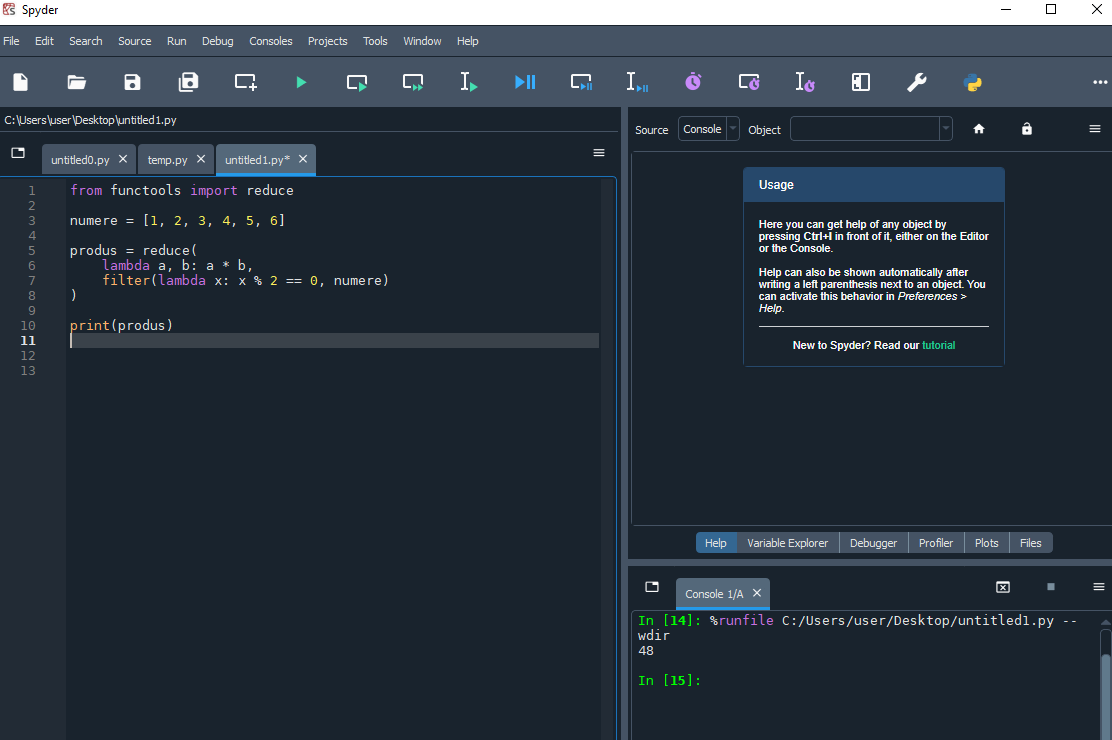 Spyder
File Edit Search Source Run Debug Consoles Projects Tools Window Help
C:\Users\user\Desktop\untitled1.py
untitled0.py temp.py untitled1.py*
1 from functools import reduce
2
3 numere = [1, 2, 3, 4, 5, 6]
4
5 produs = reduce(
6     lambda a, b: a * b,
7     filter(lambda x: x % 2 == 0, numere)
8 )
9
10 print(produs)
11
12
13
Source Console Object
Usage
Here you can get help of any object by
pressing Ctrl+I in front of it, either on the Editor
or the Console.
Help can also be shown automatically after
writing a left parenthesis next to an object. You
can activate this behavior in Preferences >
Help.
New to Spyder? Read our tutorial
Help Variable Explorer Debugger Profiler Plots Files
Console 1/A
In [14]: %runfile C:/Users/user/Desktop/untitled1.py --
wdir
48
In [15]: